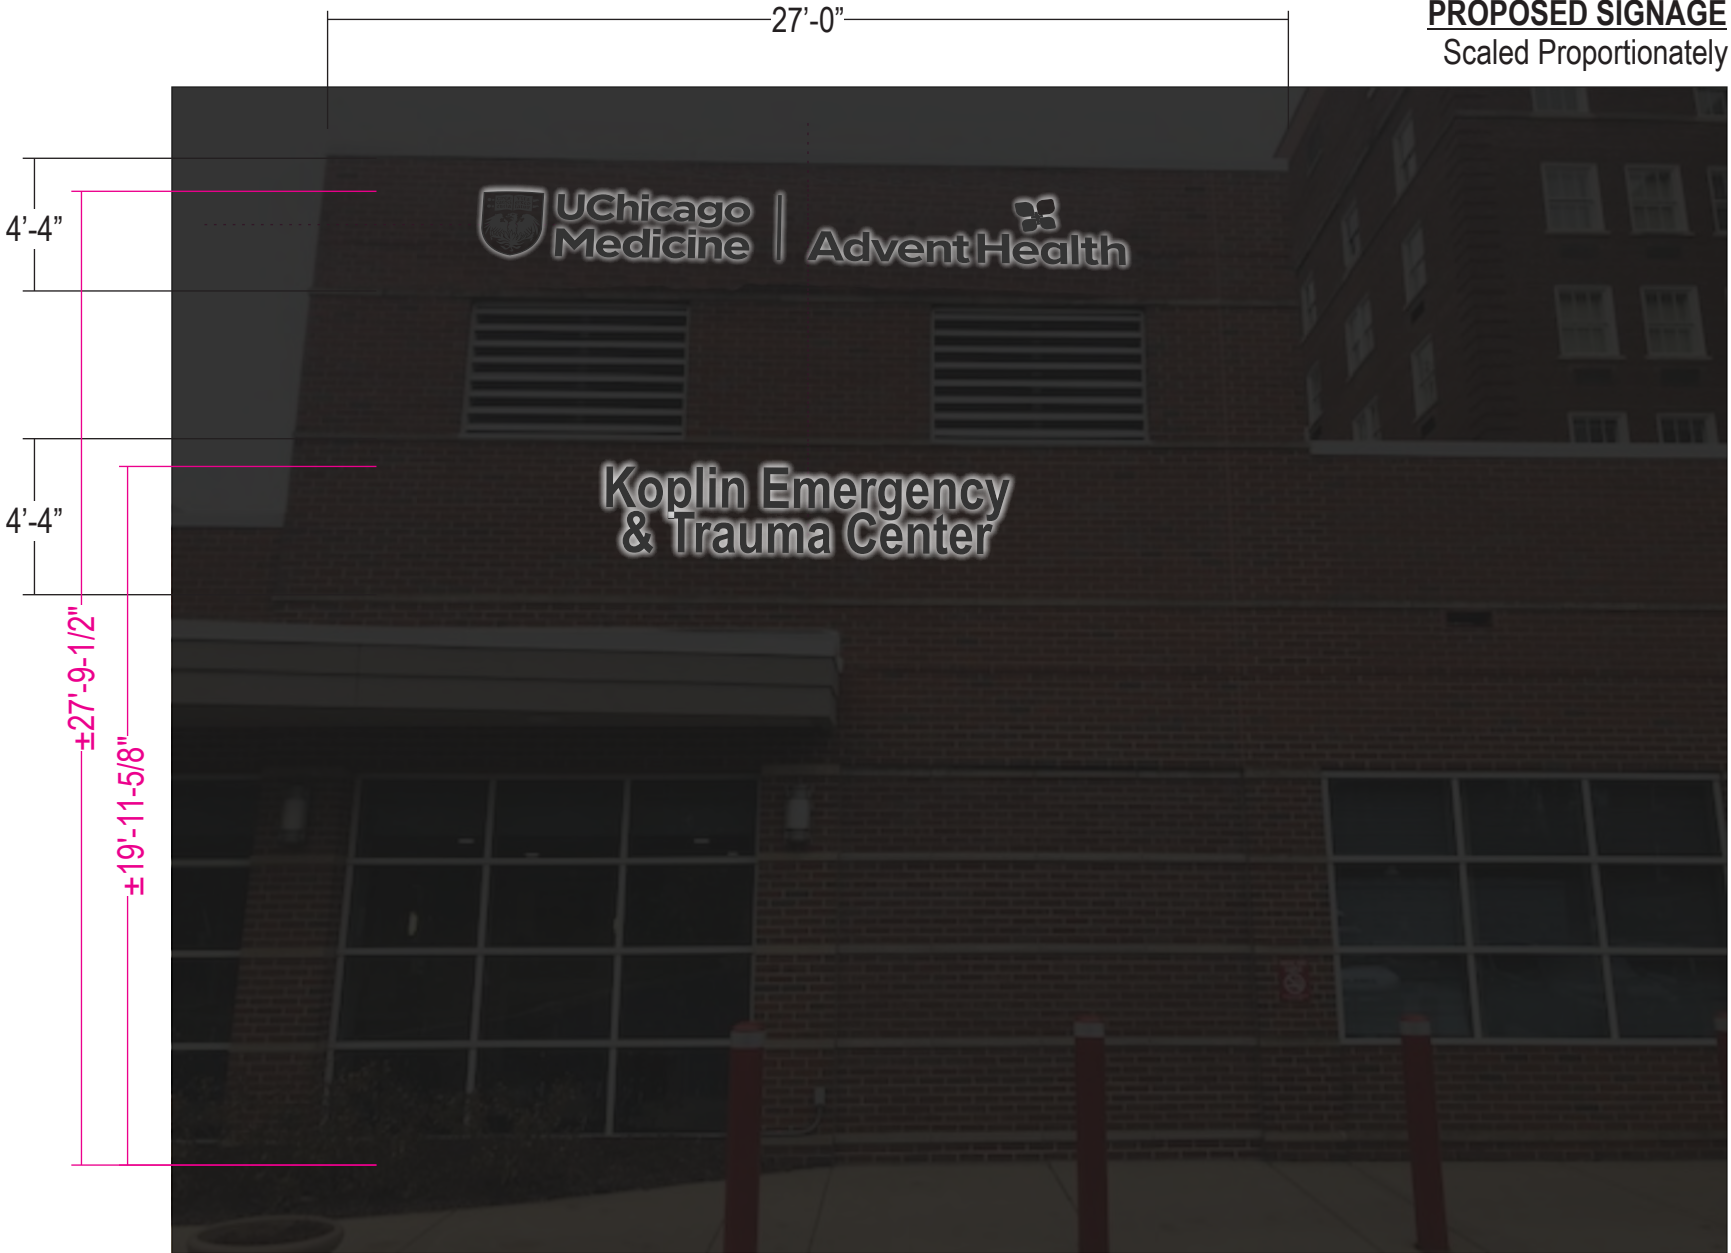 27’-0”
PROPOSED SIGNAGE
Scaled Proportionately
4’-4”
UChicago
Medicine
AdventHealth
4’-4”
Koplin Emergency
& Trauma Center
±27'-9-1/2"
±19'-11-5/8"